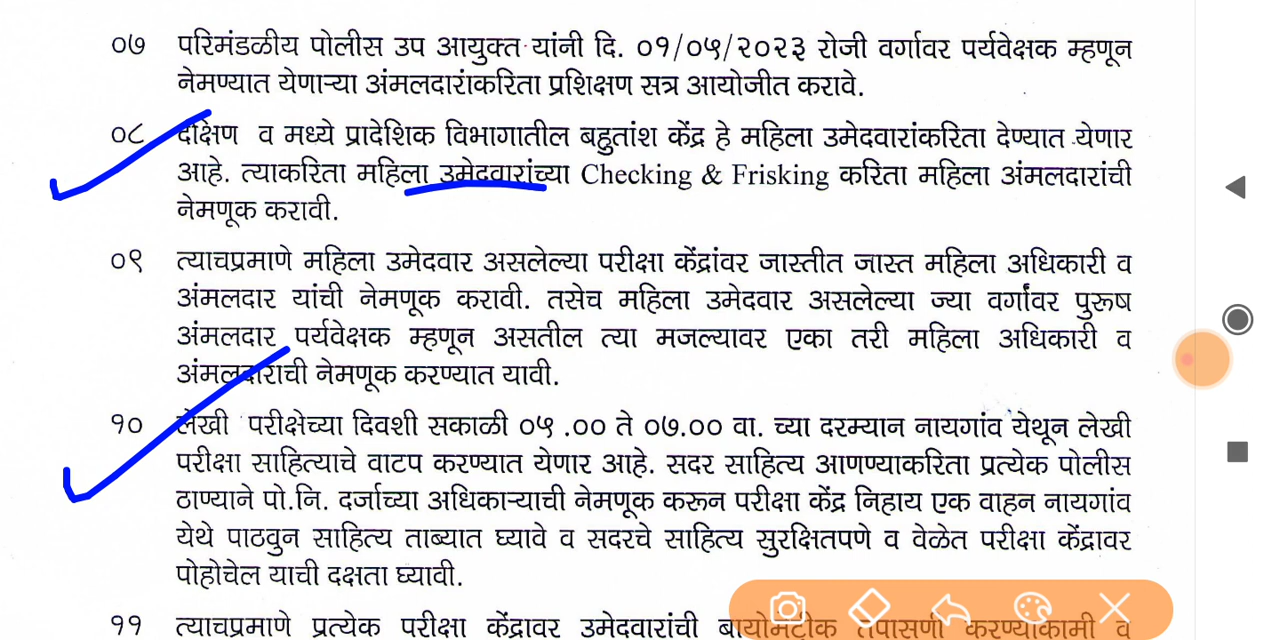 ०७ परिमंडळीय पोलीस उप आयुक्त यांनी दि. ०१/०५/२०२३ रोजी वर्गावर पर्यवेक्षक म्हणून
नेमण्यात येणाऱ्या अंमलदारांकरिता प्रशिक्षण सत्र आयोजीत करावे.
०८ दक्षिण व मध्ये प्रादेशिक विभागातील बहुतांश केंद्र हे महिला उमेदवारांकरिता देण्यात येणार
आहे. त्याकरिता महिला उमेदवारांच्या Checking & Frisking करिता महिला अंमलदारांची
नेमणूक करावी.
०९ त्याचप्रमाणे महिला उमेदवार असलेल्या परीक्षा केंद्रांवर जास्तीत जास्त महिला अधिकारी व
अंमलदार यांची नेमणूक करावी. तसेच महिला उमेदवार असलेल्या ज्या वर्गांवर पुरूष
अंमलदार पर्यवेक्षक म्हणून असतील त्या मजल्यावर एका तरी महिला अधिकारी व
अंमलदाराची नेमणूक करण्यात यावी.
१० लेखी परीक्षेच्या दिवशी सकाळी ०५.०० ते ०७.०० वा. च्या दरम्यान नायगांव येथून लेखी
परीक्षा साहित्याचे वाटप करण्यात येणार आहे. सदर साहित्य आणण्याकरिता प्रत्येक पोलीस
ठाण्याने पो.नि. दर्जाच्या अधिकाऱ्याची नेमणूक करून परीक्षा केंद्र निहाय एक वाहन नायगांव
येथे पाठवुन साहित्य ताब्यात घ्यावे व सदरचे साहित्य सुरक्षितपणे व वेळेत परीक्षा केंद्रावर
पोहोचेल याची दक्षता घ्यावी.
११ त्याचप्रमाणे प्रत्येक परीक्षा केंद्रावर उमेदवारांची बायोमेट्रीक तपासणी करण्याकामी व